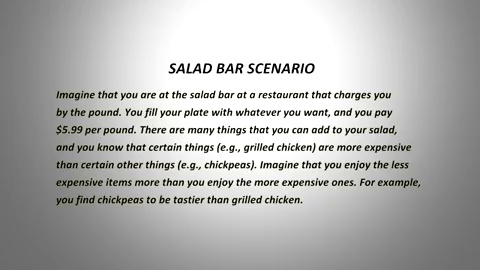 SALAD BAR SCENARIO
Imagine that you are at the salad bar at a restaurant that charges you
by the pound. You fill your plate with whatever you want, and you pay
$5.99 per pound. There are many things that you can add to your salad,
and you know that certain things (e.g., grilled chicken) are more expensive
than certain other things (e.g., chickpeas). Imagine that you enjoy the less
expensive items more than you enjoy the more expensive ones. For example,
you find chickpeas to be tastier than grilled chicken.